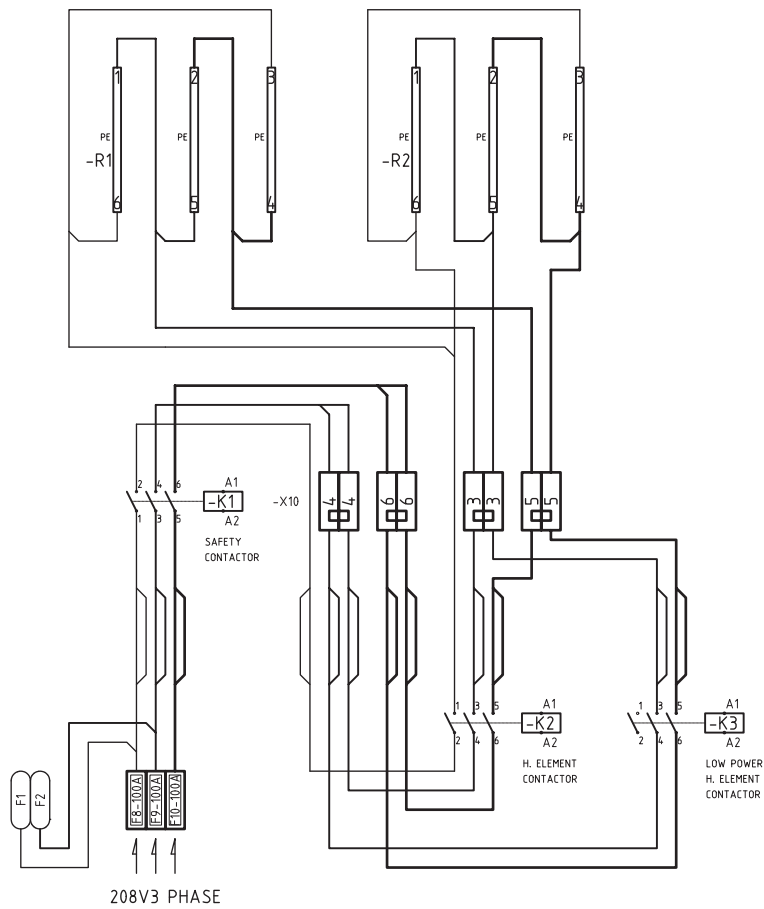 1 2 3 1 2 3
PE PE PE PE PE PE
-R1 -R2
6 5 4 6 5 4
2 4 6 A1
-K1
-X10 4 4 6 6 3 3 5 5
1 3 5 A2
SAFETY
CONTACTOR
1 3 5 A1 1 3 5 A1
-K2 -K3
2 4 6 A2 2 4 6 A2
H. ELEMENT
CONTACTOR
LOW POWER
H. ELEMENT
CONTACTOR
F1 F2 F8-100A F9-100A F10-100A
208V3 PHASE